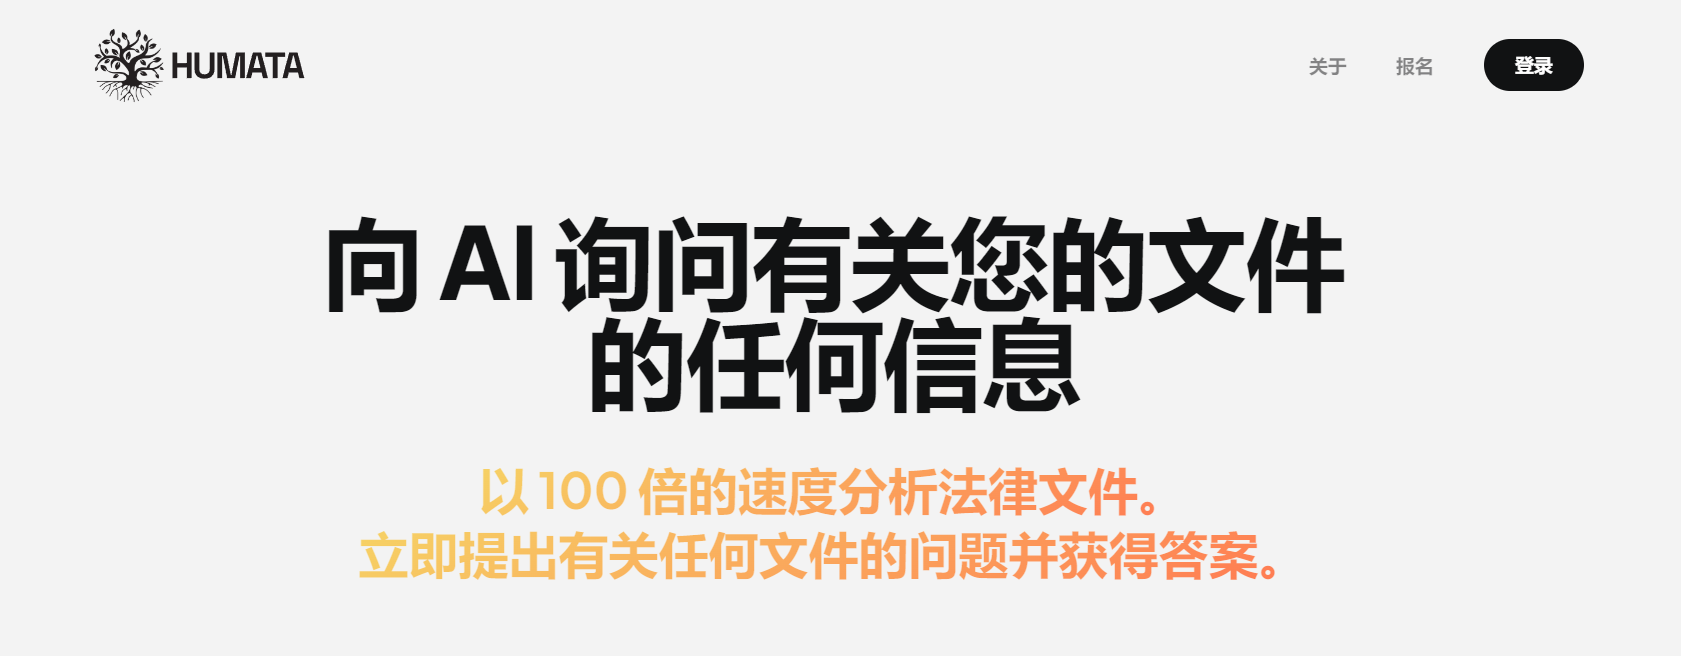 HUMATA
关于
报名
登录
向 AI 询问有关您的文件
的任何信息
以 100 倍的速度分析法律文件。
立即提出有关任何文件的问题并获得答案。